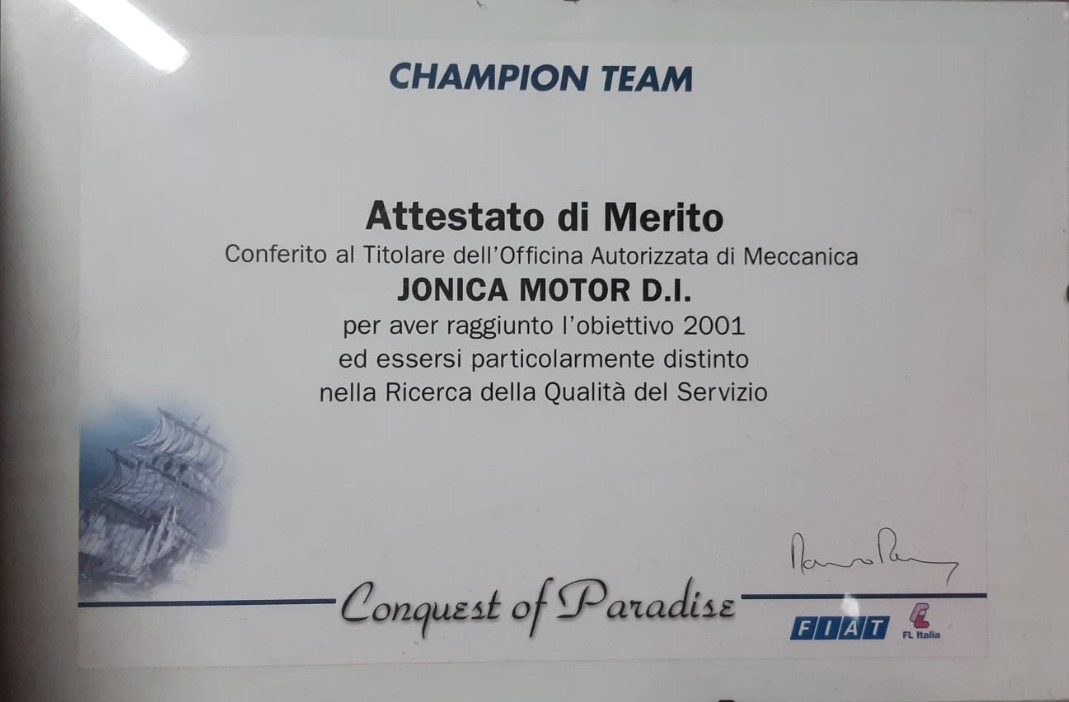 CHAMPION TEAM
Attestato di Merito
Conferito al Titolare dell'Officina Autorizzata di Meccanica
JONICA MOTOR D.I.
per aver raggiunto l'obiettivo 2001
ed essersi particolarmente distinto
nella Ricerca della Qualità del Servizio
Conquest of Paradise
FIAT
FL Italia